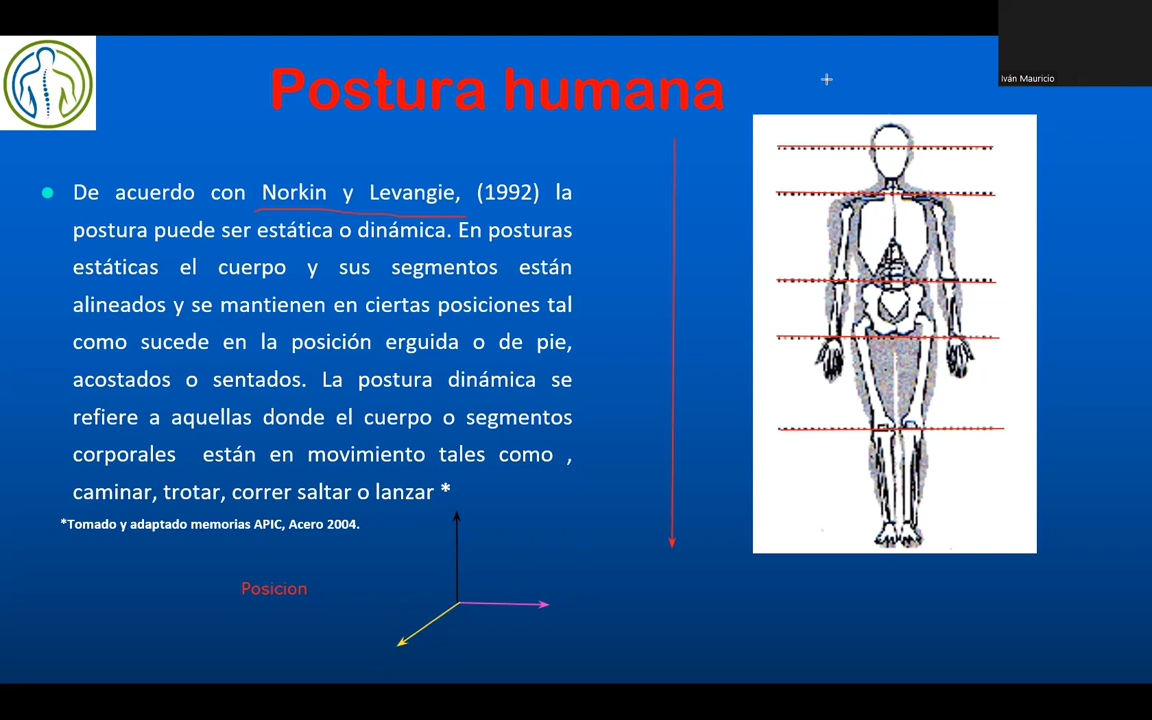 Iván Mauricio
Postura humana
De acuerdo con Norkin y Levangie, (1992) la
postura puede ser estática o dinámica. En posturas
estáticas el cuerpo y sus segmentos están
alineados y se mantienen en ciertas posiciones tal
como sucede en la posición erguida o de pie,
acostados o sentados. La postura dinámica se
refiere a aquellas donde el cuerpo o segmentos
corporales están en movimiento tales como ,
caminar, trotar, correr saltar o lanzar *
*Tomado y adaptado memorias APIC, Acero 2004.
Posicion